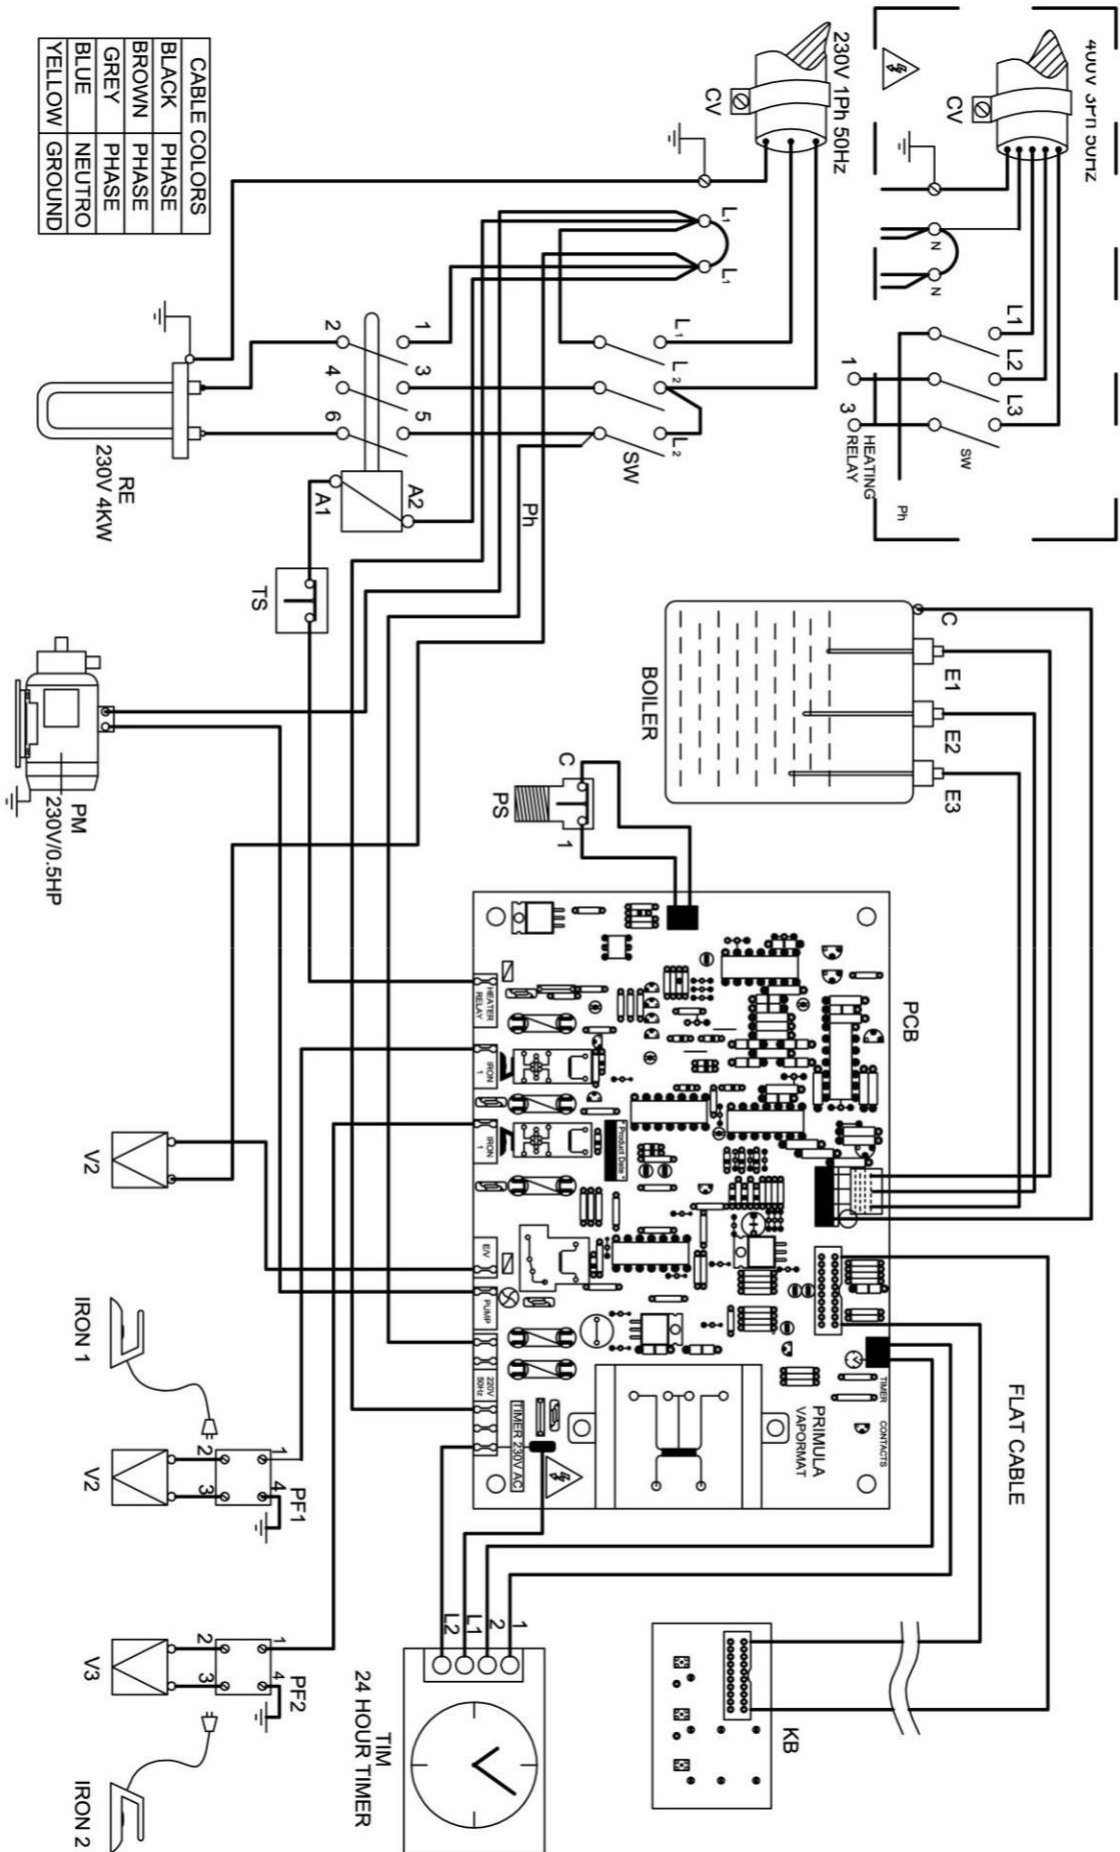 400V 3Ph 50Hz
CV
N
N
L1
L2
L3
SW
1
3
HEATING
RELAY
Ph
230V 1Ph 50Hz
CV
L1
L1
L1
L2
L2
SW
1
2
3
4
5
6
A2
A1
Ph
TS
RE
230V 4KW
CABLE COLORS
BLACK PHASE
BROWN PHASE
GREY PHASE
BLUE NEUTRO
YELLOW GROUND
PM
230V/0.5HP
C
E1
E2
E3
BOILER
C
1
PS
PCB
HEATER
RELAY
IRON
1
IRON
1
E/V
PUMP
220V
50Hz
TIMER 230V AC
Product Date
TIMER CONTACTS
PRIMULA
VAPORMAT
FLAT CABLE
KB
1
2
L1
L2
TIM
24 HOUR TIMER
V2
IRON 1
1
2
3
4
PF1
V2
1
2
3
4
PF2
V3
IRON 2